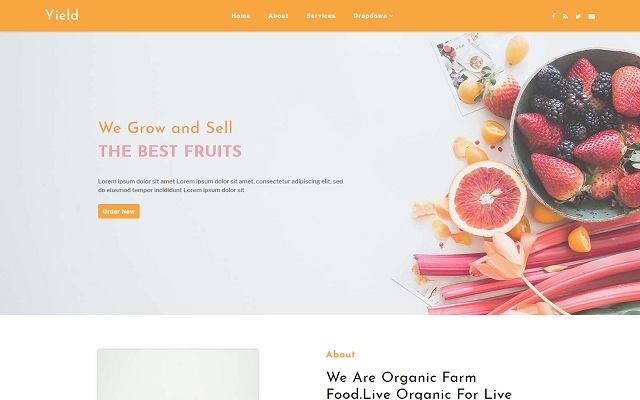 Yield
Home About Services Dropdown
We Grow and Sell
THE BEST FRUITS
Lorem ipsum dolor sit amet Lorem ipsum dolor sit amet, consectetur adipiscing elit, sed
do eiusmod tempor incididunt Lorem ipsum dolor sit
Order Now
About
We Are Organic Farm
Food.Live Organic For Live